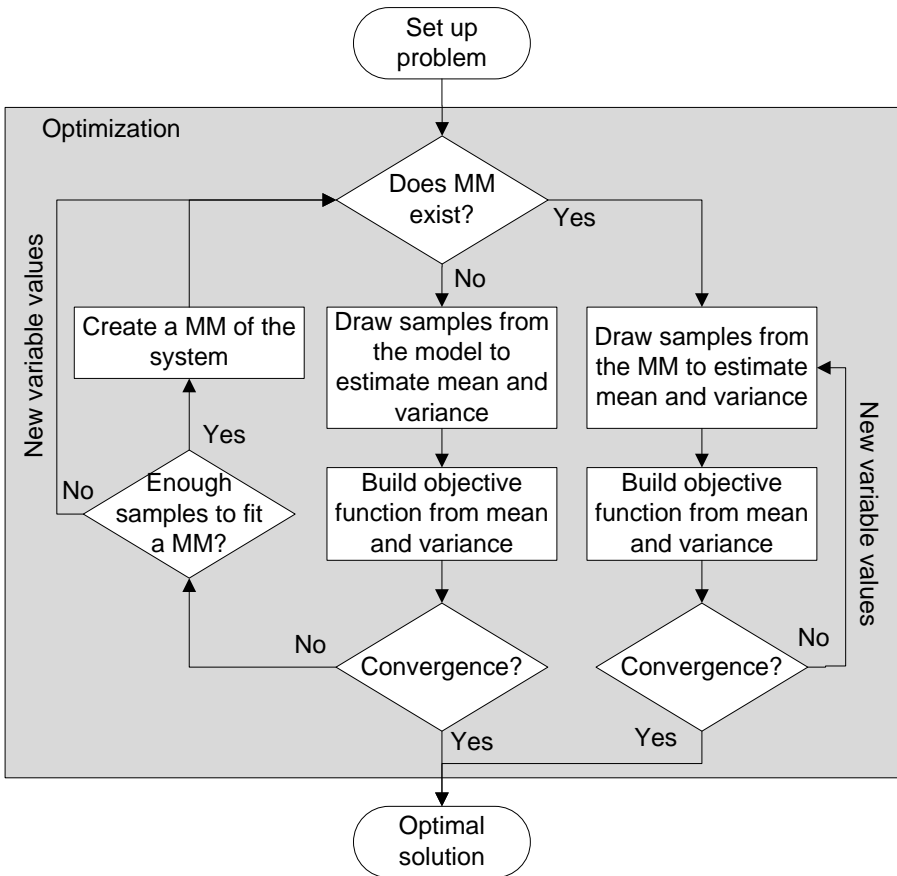 Set up
problem
Optimization
Does MM
exist?
Yes
No
New variable values
Create a MM of the
system
Draw samples from
the model to
estimate mean and
variance
Draw samples from
the MM to estimate
mean and variance
New variable values
Yes
No
Enough
samples to fit
a MM?
Build objective
function from mean
and variance
Build objective
function from mean
and variance
No
Convergence?
Convergence?
No
Yes
Yes
Optimal
solution